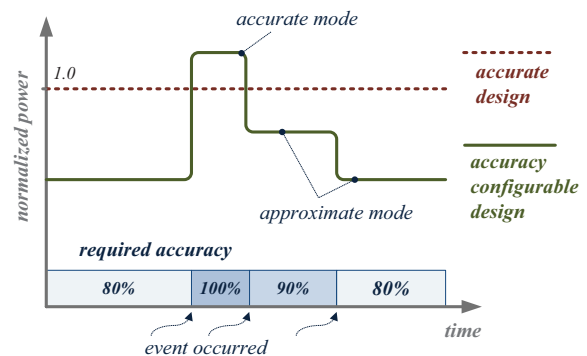 accurate mode
1.0
accurate
design
normalized power
accuracy
configurable
design
approximate mode
required accuracy
80%
100%
90%
80%
event occurred
time